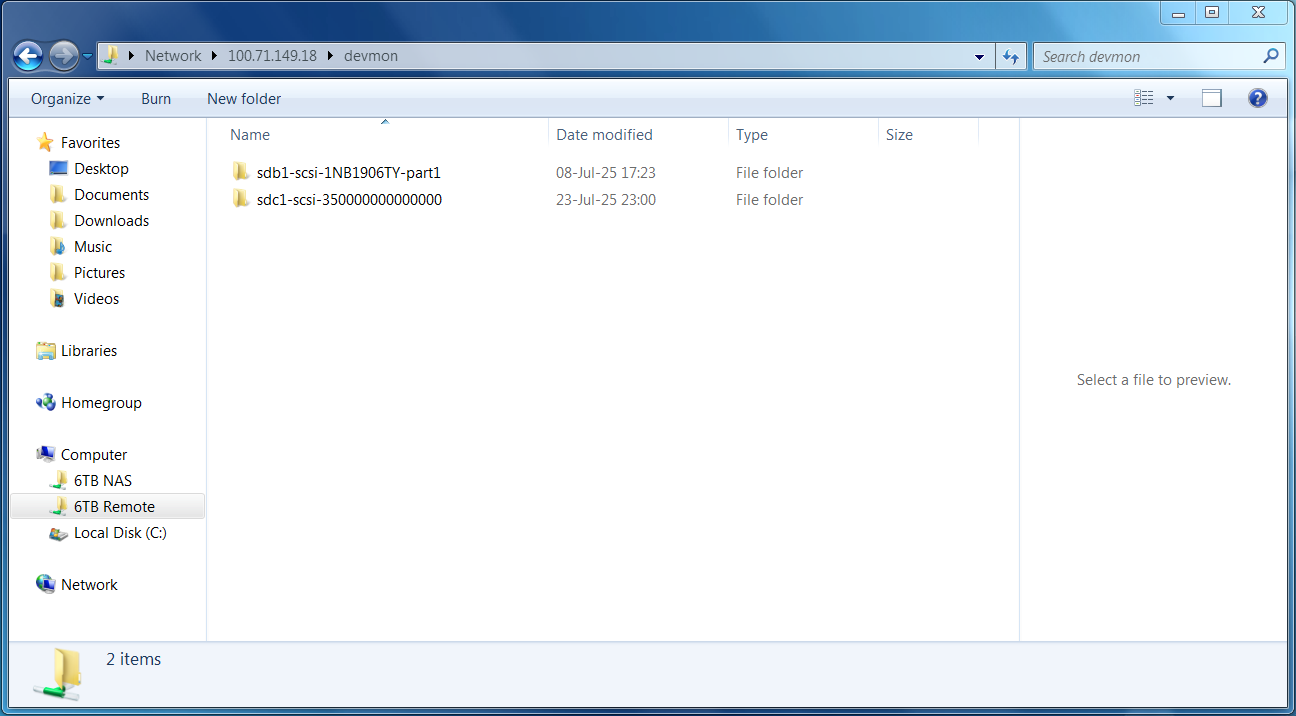 Network 100.71.149.18 devmon
Search devmon
Organize Burn New folder
Favorites
Desktop
Documents
Downloads
Music
Pictures
Videos
Libraries
Homegroup
Computer
6TB NAS
6TB Remote
Local Disk (C:)
Network
Name Date modified Type Size
sdb1-scsi-1NB1906TY-part1 08-Jul-25 17:23 File folder
sdc1-scsi-350000000000000 23-Jul-25 23:00 File folder
Select a file to preview.
2 items